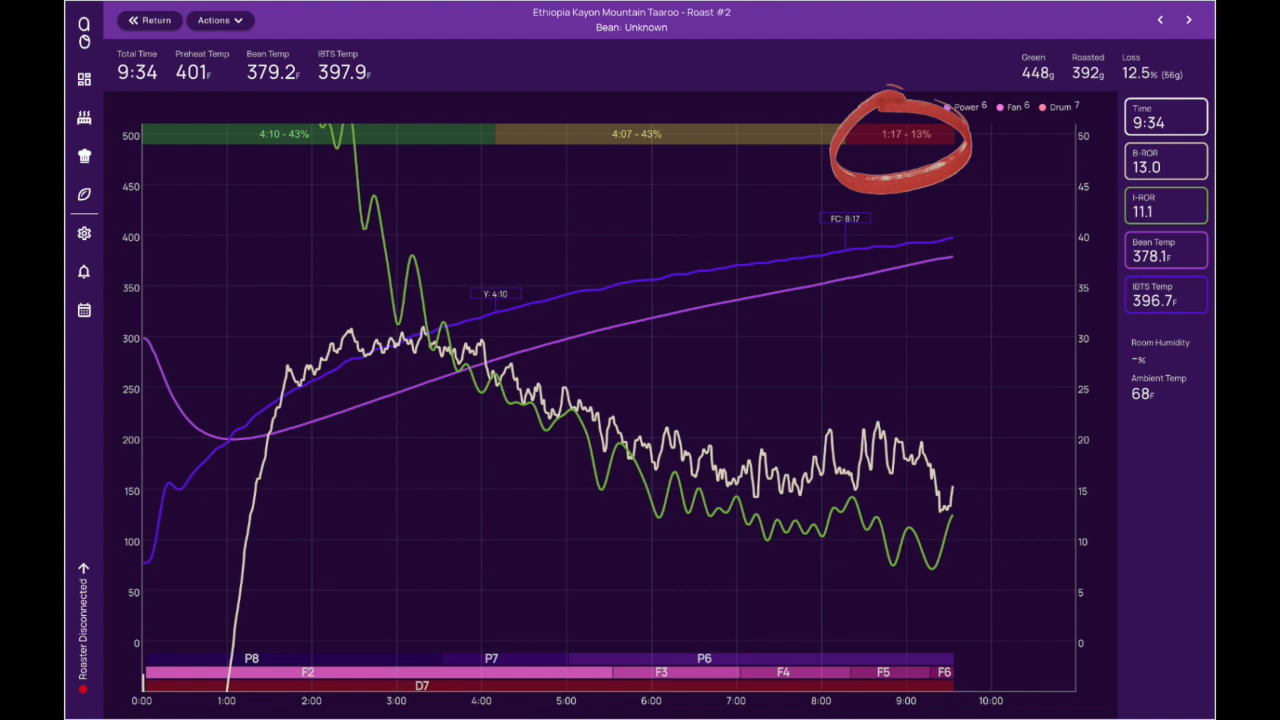 Return
Actions
Ethiopia Kayon Mountain Taaroo - Roast #2
Bean: Unknown
Total Time
9:34
Preheat Temp
401F
Bean Temp
379.2F
IBTS Temp
397.9F
Green
448g
Roasted
392g
Loss
12.5% (56g)
Power 6
Fan 6
Drum 7
4:10 - 43%
4:07 - 43%
1:17 - 13%
500
450
400
350
300
250
200
150
100
50
0
50
45
40
35
30
25
20
15
10
5
0
FC: 8:17
Y: 4:10
P8
P7
P6
F2
F3
F4
F5
F6
D7
0:00
1:00
2:00
3:00
4:00
5:00
6:00
7:00
8:00
9:00
10:00
Time
9:34
B-ROR
13.0
I-ROR
11.1
Bean Temp
378.1F
IBTS Temp
396.7F
Room Humidity
-%
Ambient Temp
68F
Roaster Disconnected